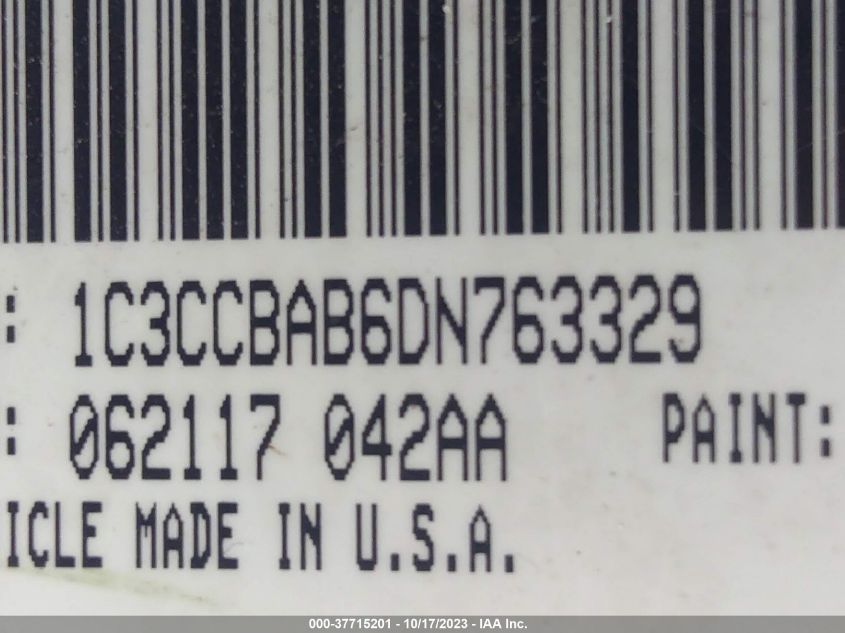 : 1C3CCBAB6DN763329
: 062117 042AA PAINT:
ICLE MADE IN U.S.A.
000-37715201 - 10/17/2023 - IAA Inc.